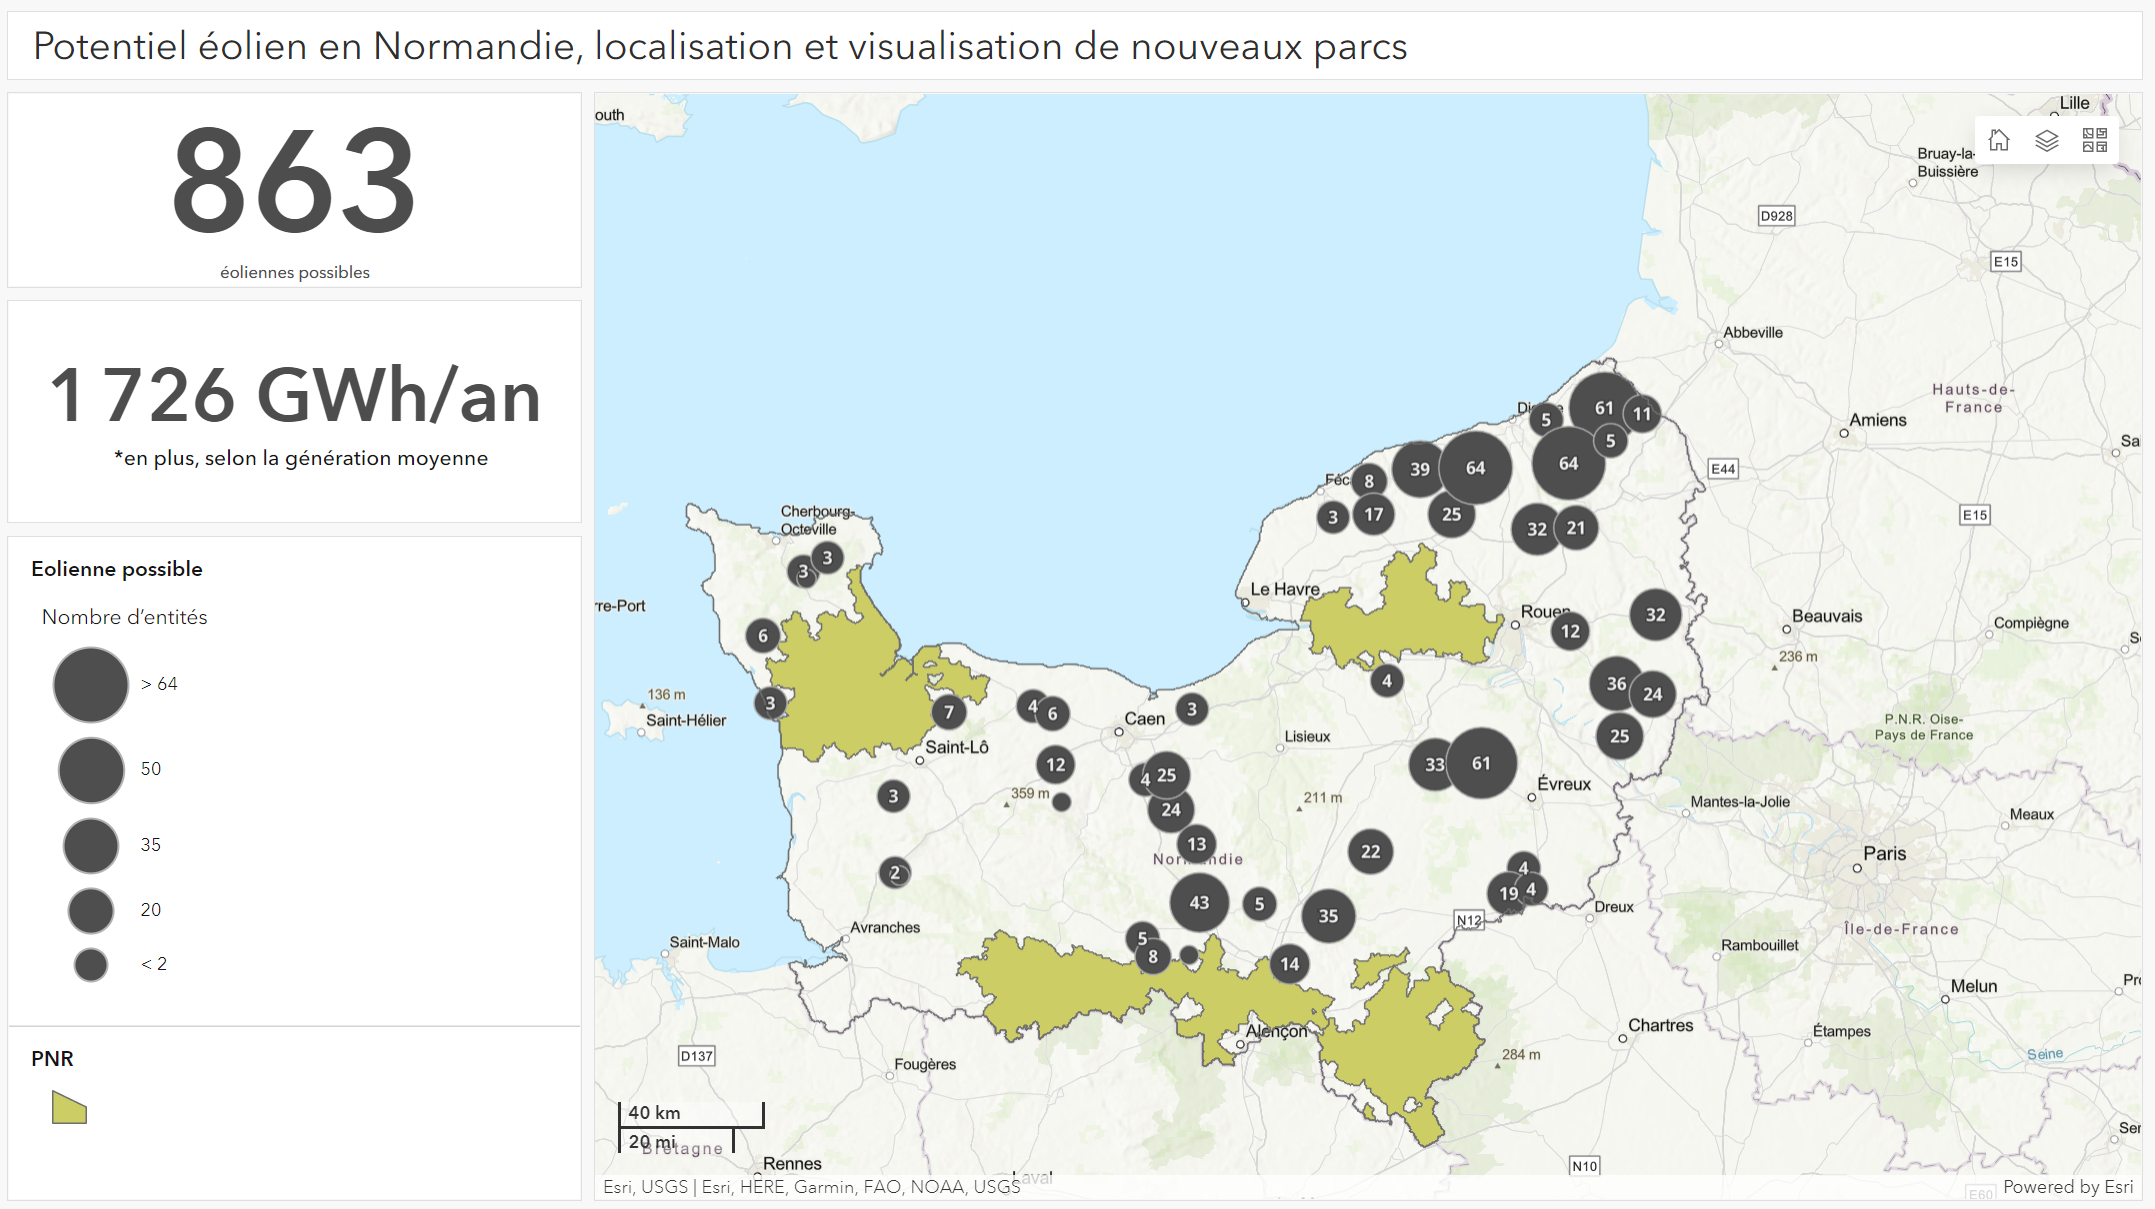 Potentiel éolien en Normandie, localisation et visualisation de nouveaux parcs
863
éoliennes possibles
1 726 GWh/an
*en plus, selon la génération moyenne
Eolienne possible
Nombre d’entités
> 64
50
35
20
< 2
PNR
outh
Lille
Bruay-la-
Buissière
D928
E15
Abbeville
Hauts-de-
France
Amiens
E44
E15
61
11
5
5
64
39
64
8
3
17
25
32
21
Cherbourg-
Octeville
3
3
rre-Port
6
Le Havre
Rouen
12
32
Beauvais
Compiègne
236 m
4
36
24
25
136 m
Saint-Hélier
3
7
Saint-Lô
4
6
Caen
3
Lisieux
P.N.R. Oise-
Pays de France
12
4
25
24
33
61
Évreux
359 m
211 m
3
Mantes-la-Jolie
Meaux
13
22
Paris
2
4
19
4
43
5
35
N12
Dreux
Avranches
Saint-Malo
Île-de-France
Rambouillet
5
8
14
Melun
Alençon
Chartres
Étampes
Seine
D137
Fougères
284 m
40 km
20 mi
Bretagne
Rennes
Laval
N10
E60
Esri, USGS | Esri, HERE, Garmin, FAO, NOAA, USGS
Powered by Esri